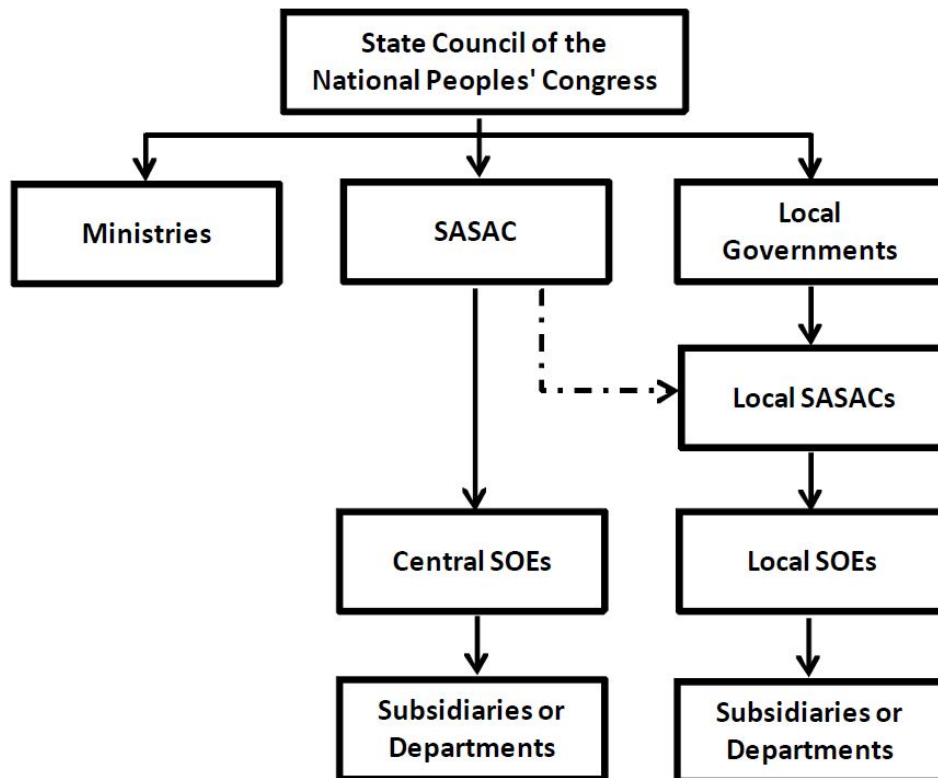 State Council of the
National Peoples' Congress
Ministries
SASAC
Local
Governments
Local SASACs
Central SOEs
Local SOEs
Subsidiaries or
Departments
Subsidiaries or
Departments